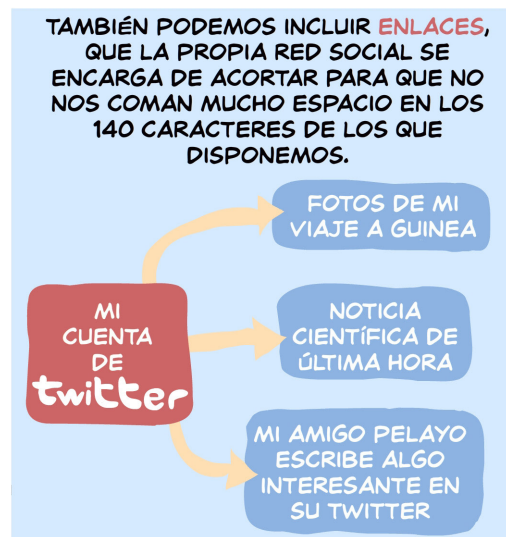 TAMBIÉN PODEMOS INCLUIR ENLACES,
QUE LA PROPIA RED SOCIAL SE
ENCARGA DE ACORTAR PARA QUE NO
NOS COMAN MUCHO ESPACIO EN LOS
140 CARACTERES DE LOS QUE
DISPONEMOS.
FOTOS DE MI
VIAJE A GUINEA
MI
CUENTA
DE
twitter
NOTICIA
CIENTÍFICA DE
ÚLTIMA HORA
MI AMIGO PELAYO
ESCRIBE ALGO
INTERESANTE EN
SU TWITTER